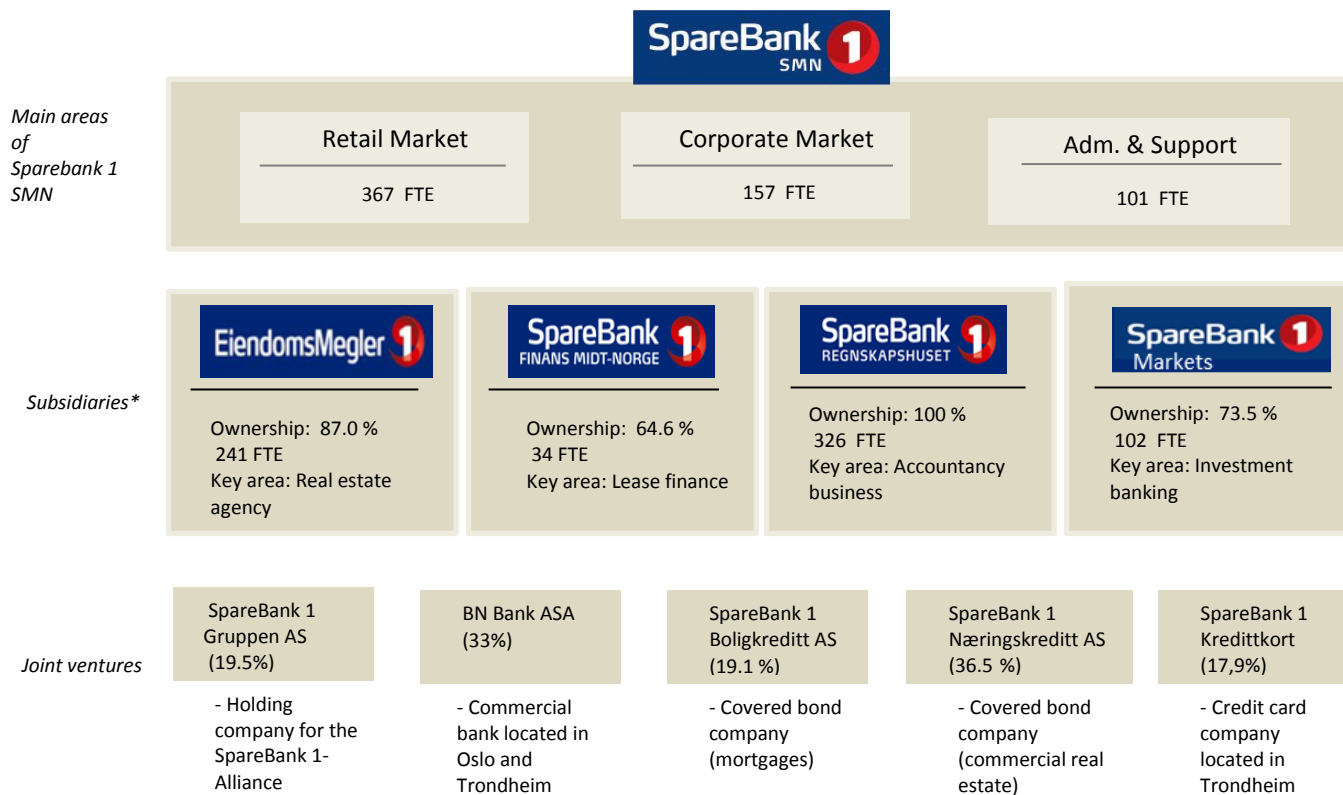 SpareBank 1
SMN
Main areas
of
Sparebank 1
SMN
Retail Market
367 FTE
Corporate Market
157 FTE
Adm. & Support
101 FTE
Subsidiaries*
EiendomsMegler 1
Ownership: 87.0 %
241 FTE
Key area: Real estate
agency
SpareBank 1
FINANS MIDT-NORGE
Ownership: 64.6 %
34 FTE
Key area: Lease finance
SpareBank 1
REGNSKAPSHUSET
Ownership: 100 %
326 FTE
Key area: Accountancy
business
SpareBank 1
Markets
Ownership: 73.5 %
102 FTE
Key area: Investment
banking
Joint ventures
SpareBank 1
Gruppen AS
(19.5%)
- Holding
company for the
SpareBank 1-
Alliance
BN Bank ASA
(33%)
- Commercial
bank located in
Oslo and
Trondheim
SpareBank 1
Boligkreditt AS
(19.1 %)
- Covered bond
company
(mortgages)
SpareBank 1
Næringskreditt AS
(36.5 %)
- Covered bond
company
(commercial real
estate)
SpareBank 1
Kredittkort
(17,9%)
- Credit card
company
located in
Trondheim